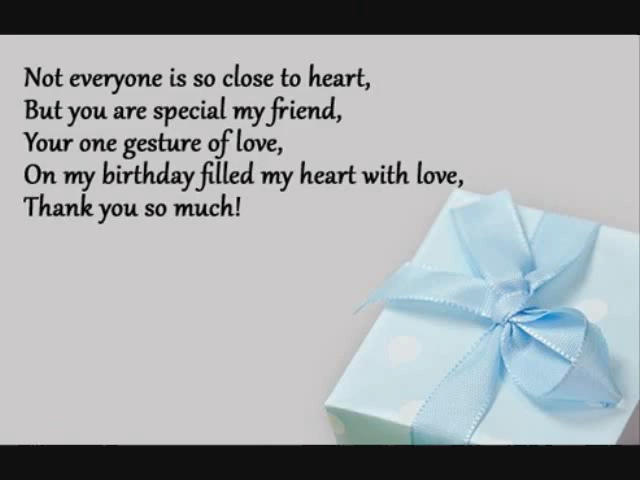 Not everyone is so close to heart,
But you are special my friend,
Your one gesture of love,
On my birthday filled my heart with love,
Thank you so much!